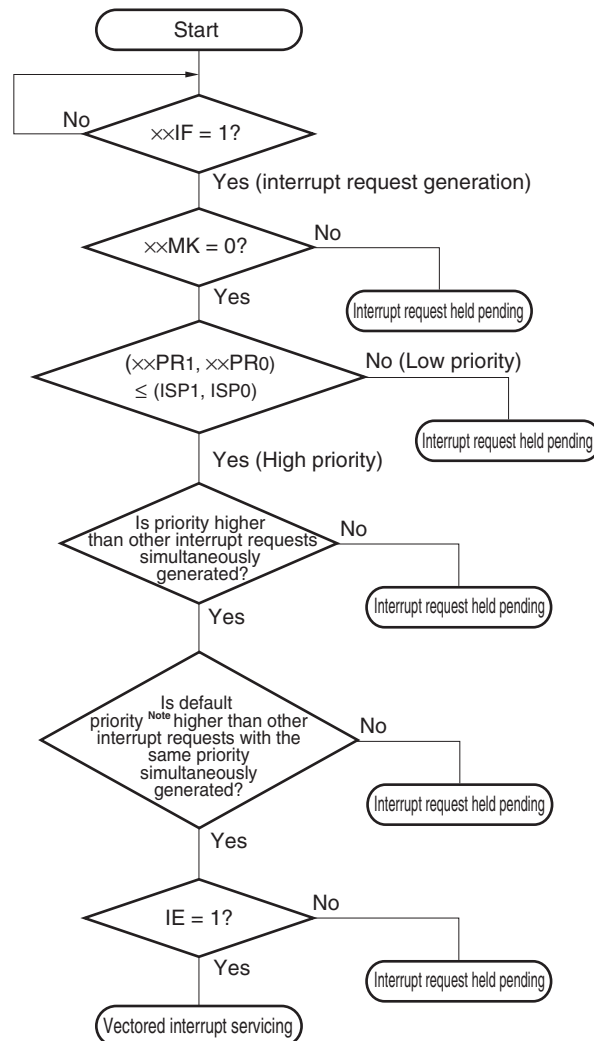 Start
No
××IF = 1?
Yes (interrupt request generation)
No
××MK = 0?
Yes
Interrupt request held pending
(××PR1, ××PR0)
≤ (ISP1, ISP0)
No (Low priority)
Interrupt request held pending
Yes (High priority)
Is priority higher
than other interrupt requests
simultaneously
generated?
No
Interrupt request held pending
Yes
Is default
priority Note higher than other
interrupt requests with the
same priority
simultaneously
generated?
No
Interrupt request held pending
Yes
IE = 1?
No
Interrupt request held pending
Yes
Vectored interrupt servicing